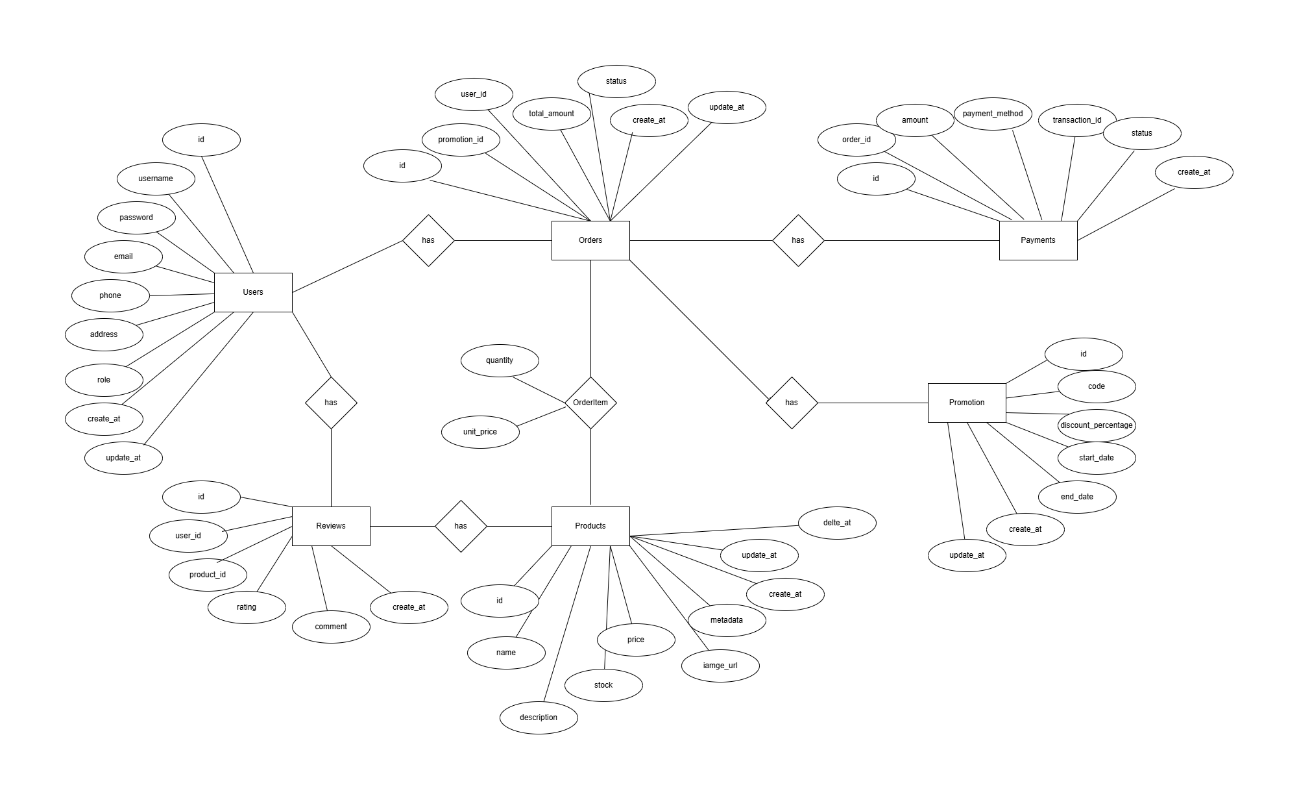 status
user_id
update_at
total_amount
create_at
promotion_id
id
amount
payment_method
transaction_id
status
order_id
id
create_at
id
username
password
email
phone
address
role
create_at
update_at
Users
has
Orders
has
Payments
has
quantity
unit_price
OrderItem
has
Promotion
id
code
discount_percentage
start_date
end_date
create_at
update_at
id
user_id
product_id
rating
comment
create_at
Reviews
has
Products
delte_at
update_at
create_at
metadata
iamge_url
id
name
price
stock
description